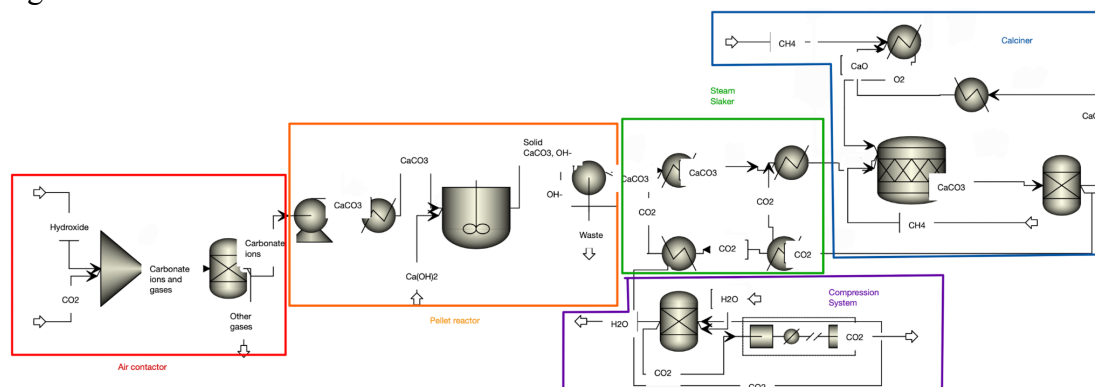 Hydroxide
CO2
Carbonate
ions and
gases
Carbonate
ions
Other
gases
Air contactor
CaCO3
CaCO3
Ca(OH)2
Solid
CaCO3, OH-
OH-
Waste
Pellet reactor
Steam
Slaker
CaCO3
CaCO3
CO2
CO2
CO2
CO2
CH4
CaO
O2
Calciner
CaCO3
CH4
H2O
H2O
Compression
System
CO2
CO2
CO2